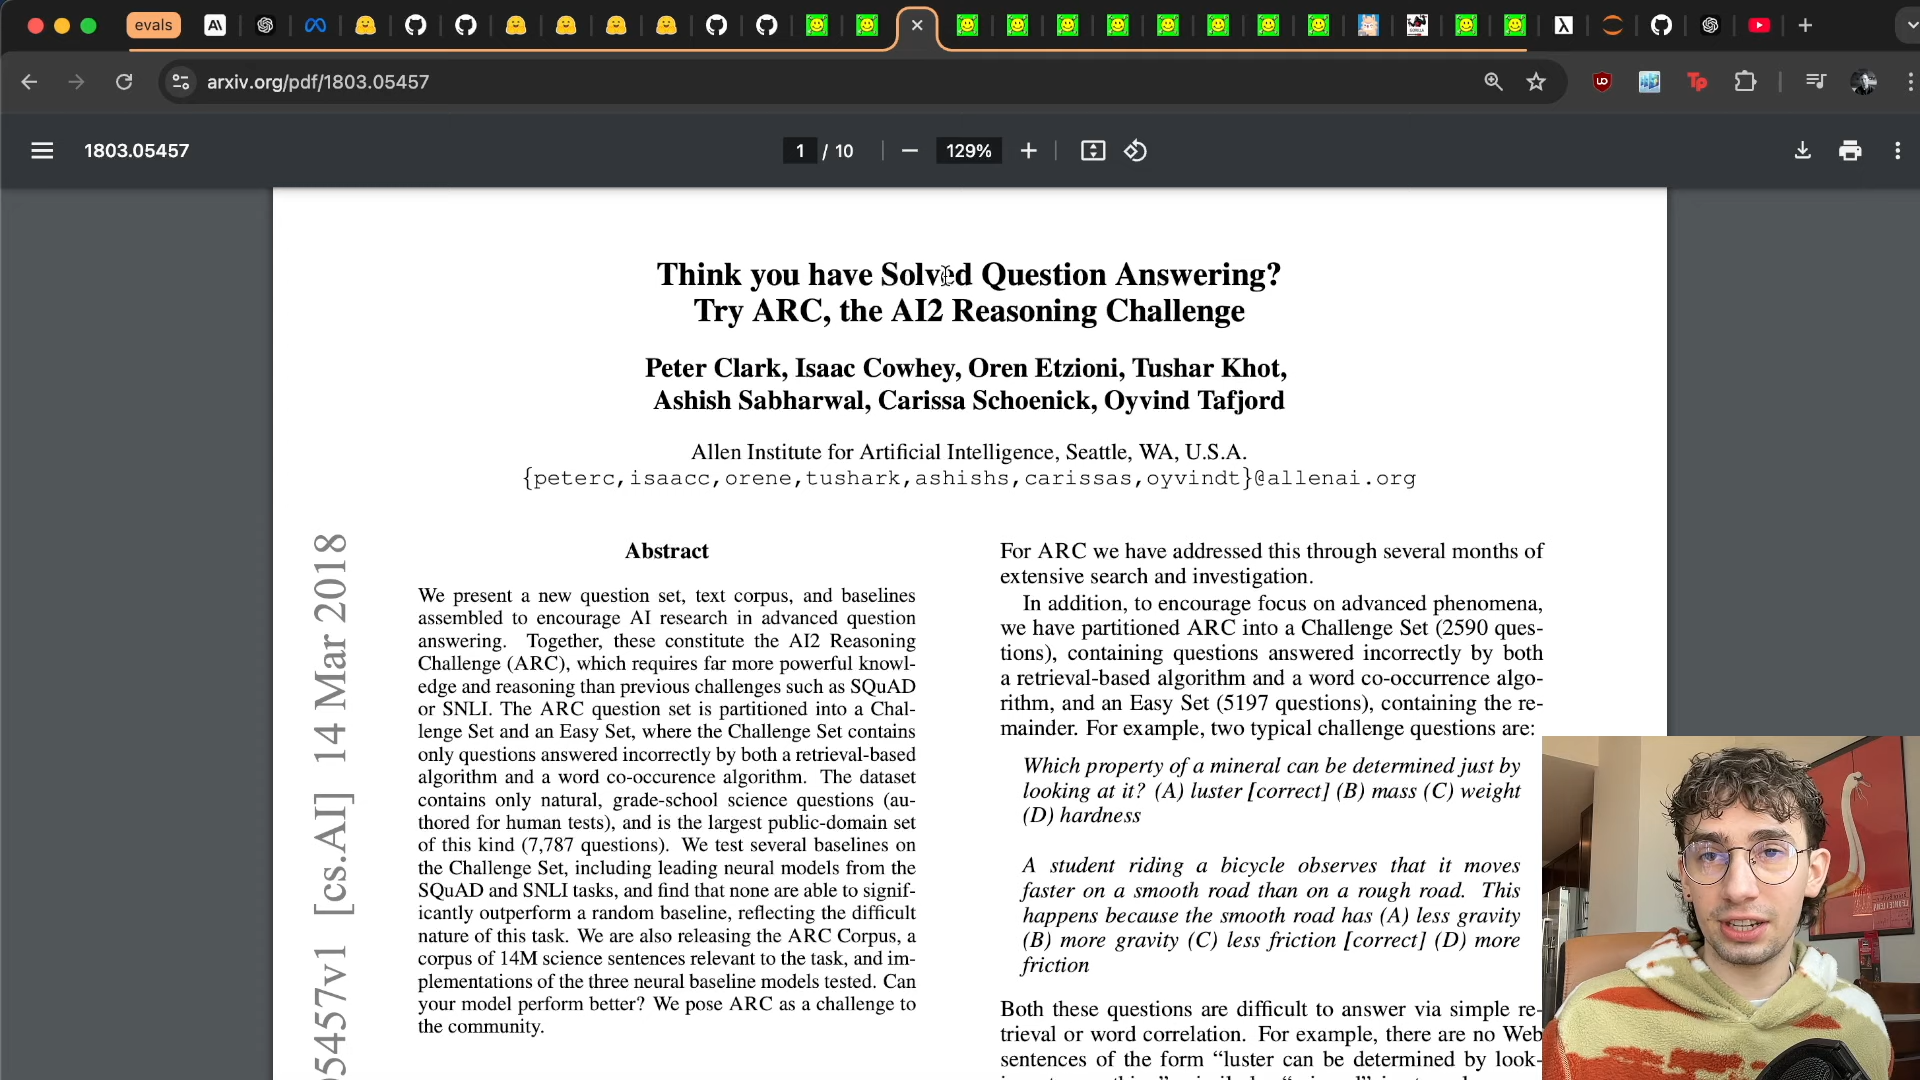 evals
arxiv.org/pdf/1803.05457
1803.05457
1 / 10
129%
Think you have Solved Question Answering?
Try ARC, the AI2 Reasoning Challenge
Peter Clark, Isaac Cowhey, Oren Etzioni, Tushar Khot,
Ashish Sabharwal, Carissa Schoenick, Oyvind Tafjord
Allen Institute for Artificial Intelligence, Seattle, WA, U.S.A.
{peterc,isaacc,orene,tushark,ashishs,carissas,oyvindt}@allenai.org
05457v1 [cs.AI] 14 Mar 2018
Abstract
We present a new question set, text corpus, and baselines
assembled to encourage AI research in advanced question
answering. Together, these constitute the AI2 Reasoning
Challenge (ARC), which requires far more powerful knowl-
edge and reasoning than previous challenges such as SQuAD
or SNLI. The ARC question set is partitioned into a Chal-
lenge Set and an Easy Set, where the Challenge Set contains
only questions answered incorrectly by both a retrieval-based
algorithm and a word co-occurence algorithm. The dataset
contains only natural, grade-school science questions (au-
thored for human tests), and is the largest public-domain set
of this kind (7,787 questions). We test several baselines on
the Challenge Set, including leading neural models from the
SQuAD and SNLI tasks, and find that none are able to signif-
icantly outperform a random baseline, reflecting the difficult
nature of this task. We are also releasing the ARC Corpus, a
corpus of 14M science sentences relevant to the task, and im-
plementations of the three neural baseline models tested. Can
your model perform better? We pose ARC as a challenge to
the community.
For ARC we have addressed this through several months of
extensive search and investigation.
In addition, to encourage focus on advanced phenomena,
we have partitioned ARC into a Challenge Set (2590 ques-
tions), containing questions answered incorrectly by both
a retrieval-based algorithm and a word co-occurrence algo-
rithm, and an Easy Set (5197 questions), containing the re-
mainder. For example, two typical challenge questions are:
Which property of a mineral can be determined just by
looking at it? (A) luster [correct] (B) mass (C) weight
(D) hardness
A student riding a bicycle observes that it moves
faster on a smooth road than on a rough road. This
happens because the smooth road has (A) less gravity
(B) more gravity (C) less friction [correct] (D) more
friction
Both these questions are difficult to answer via simple re-
trieval or word correlation. For example, there are no Web
sentences of the form “luster can be determined by look-